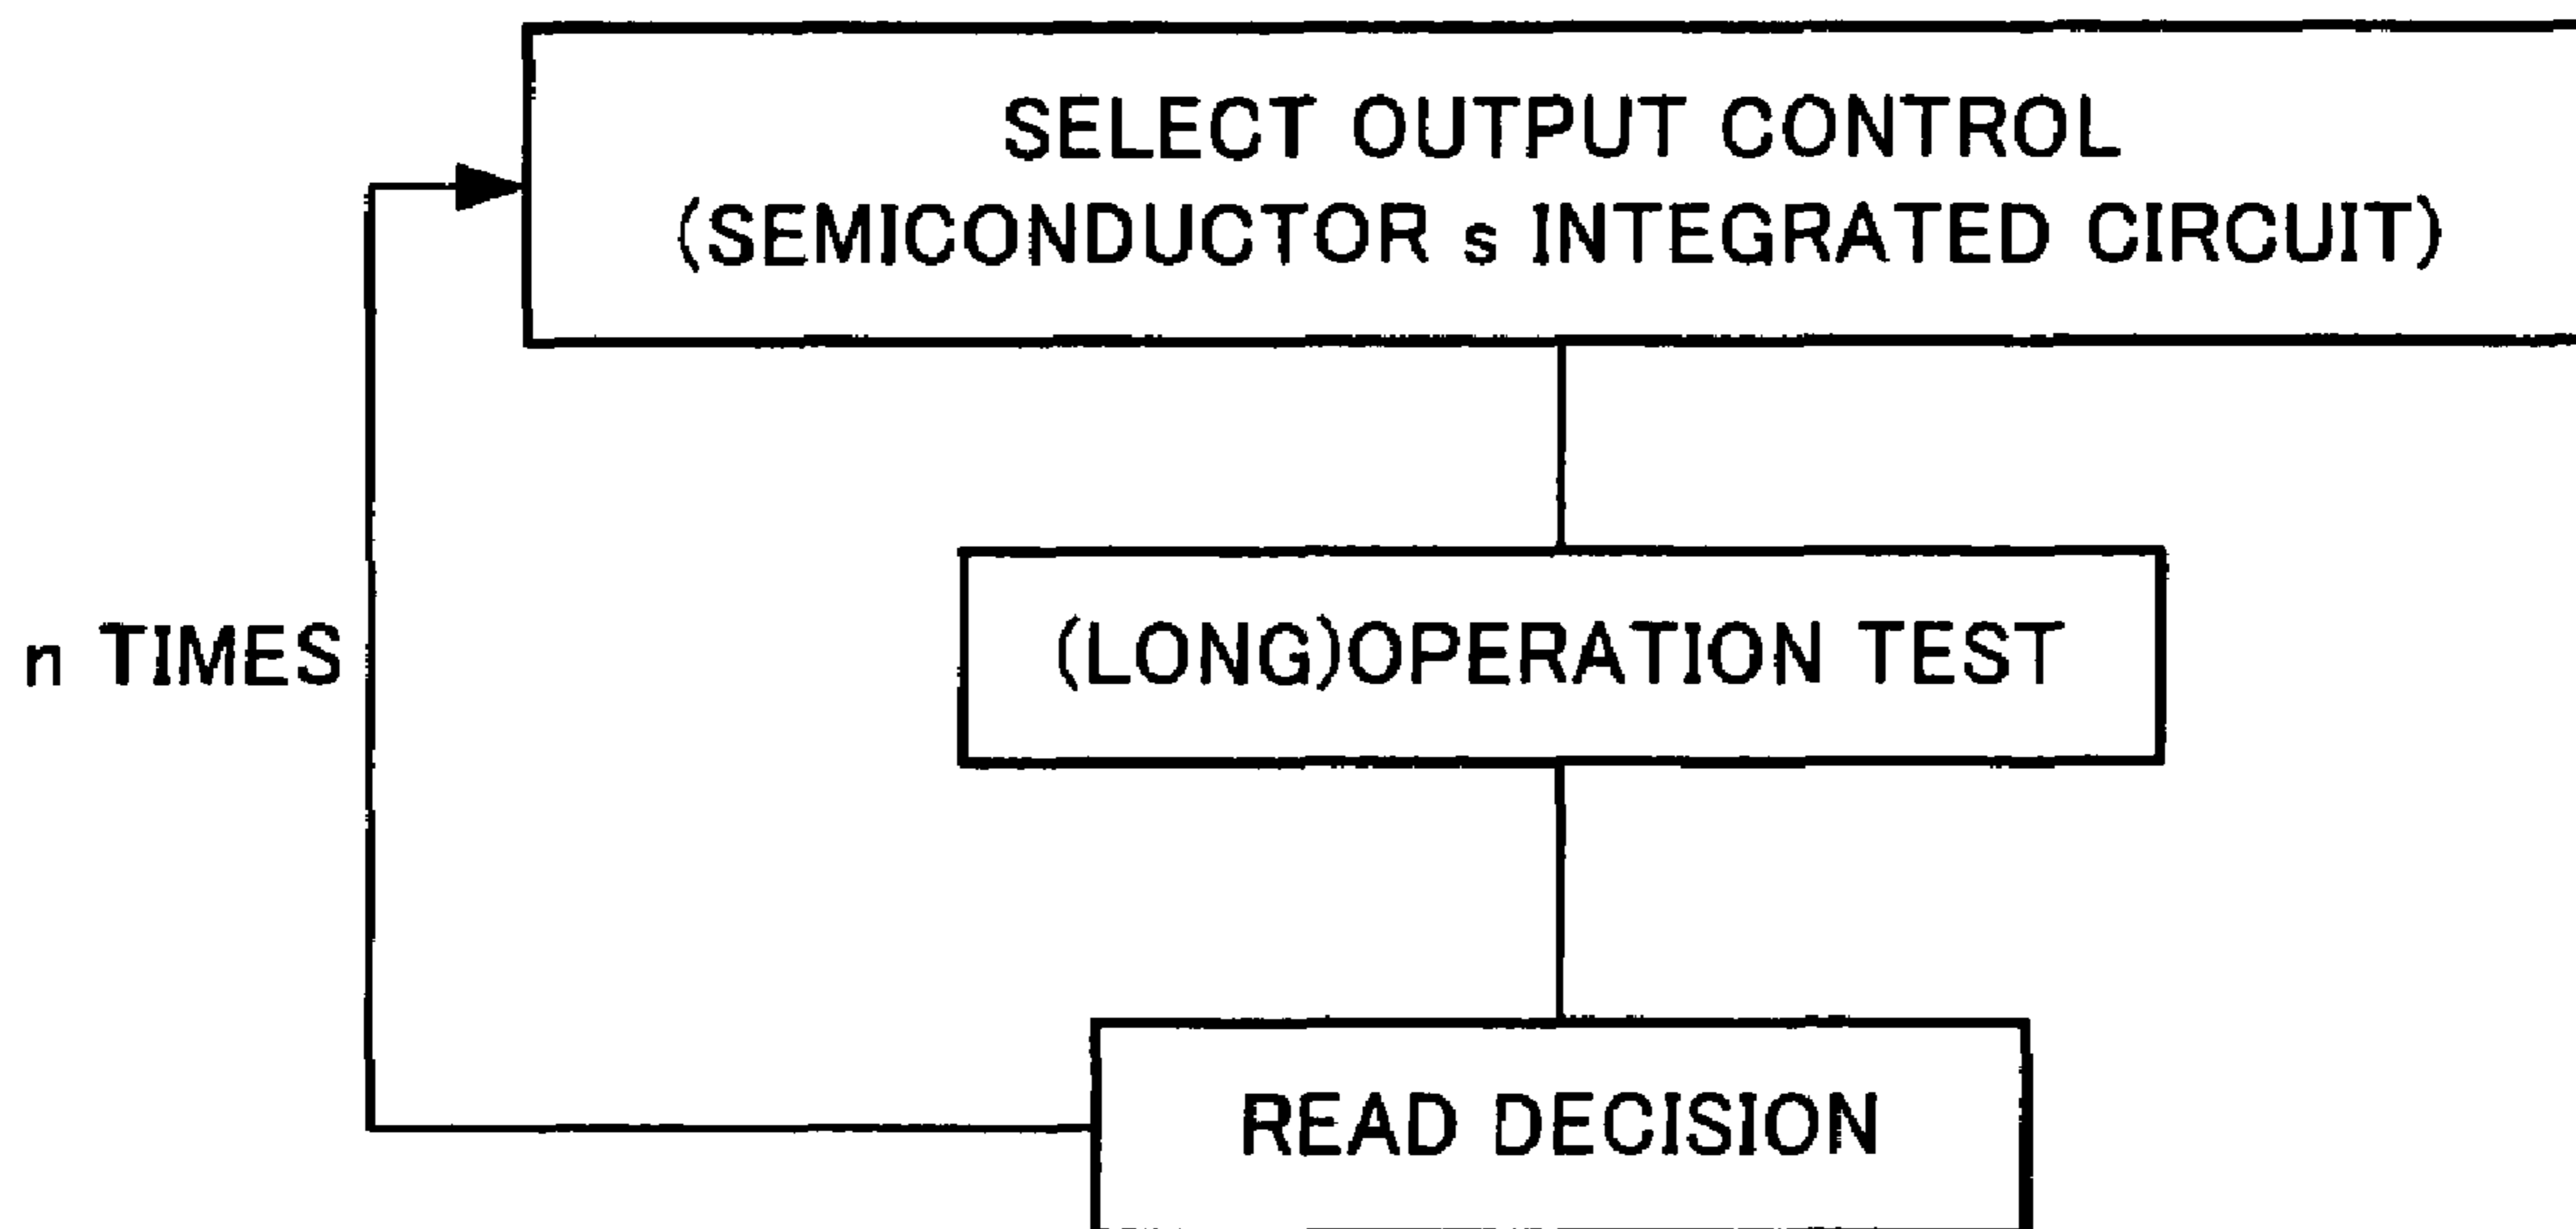 SELECT OUTPUT CONTROL
(SEMICONDUCTOR s INTEGRATED CIRCUIT)
n TIMES
(LONG)OPERATION TEST
READ DECISION